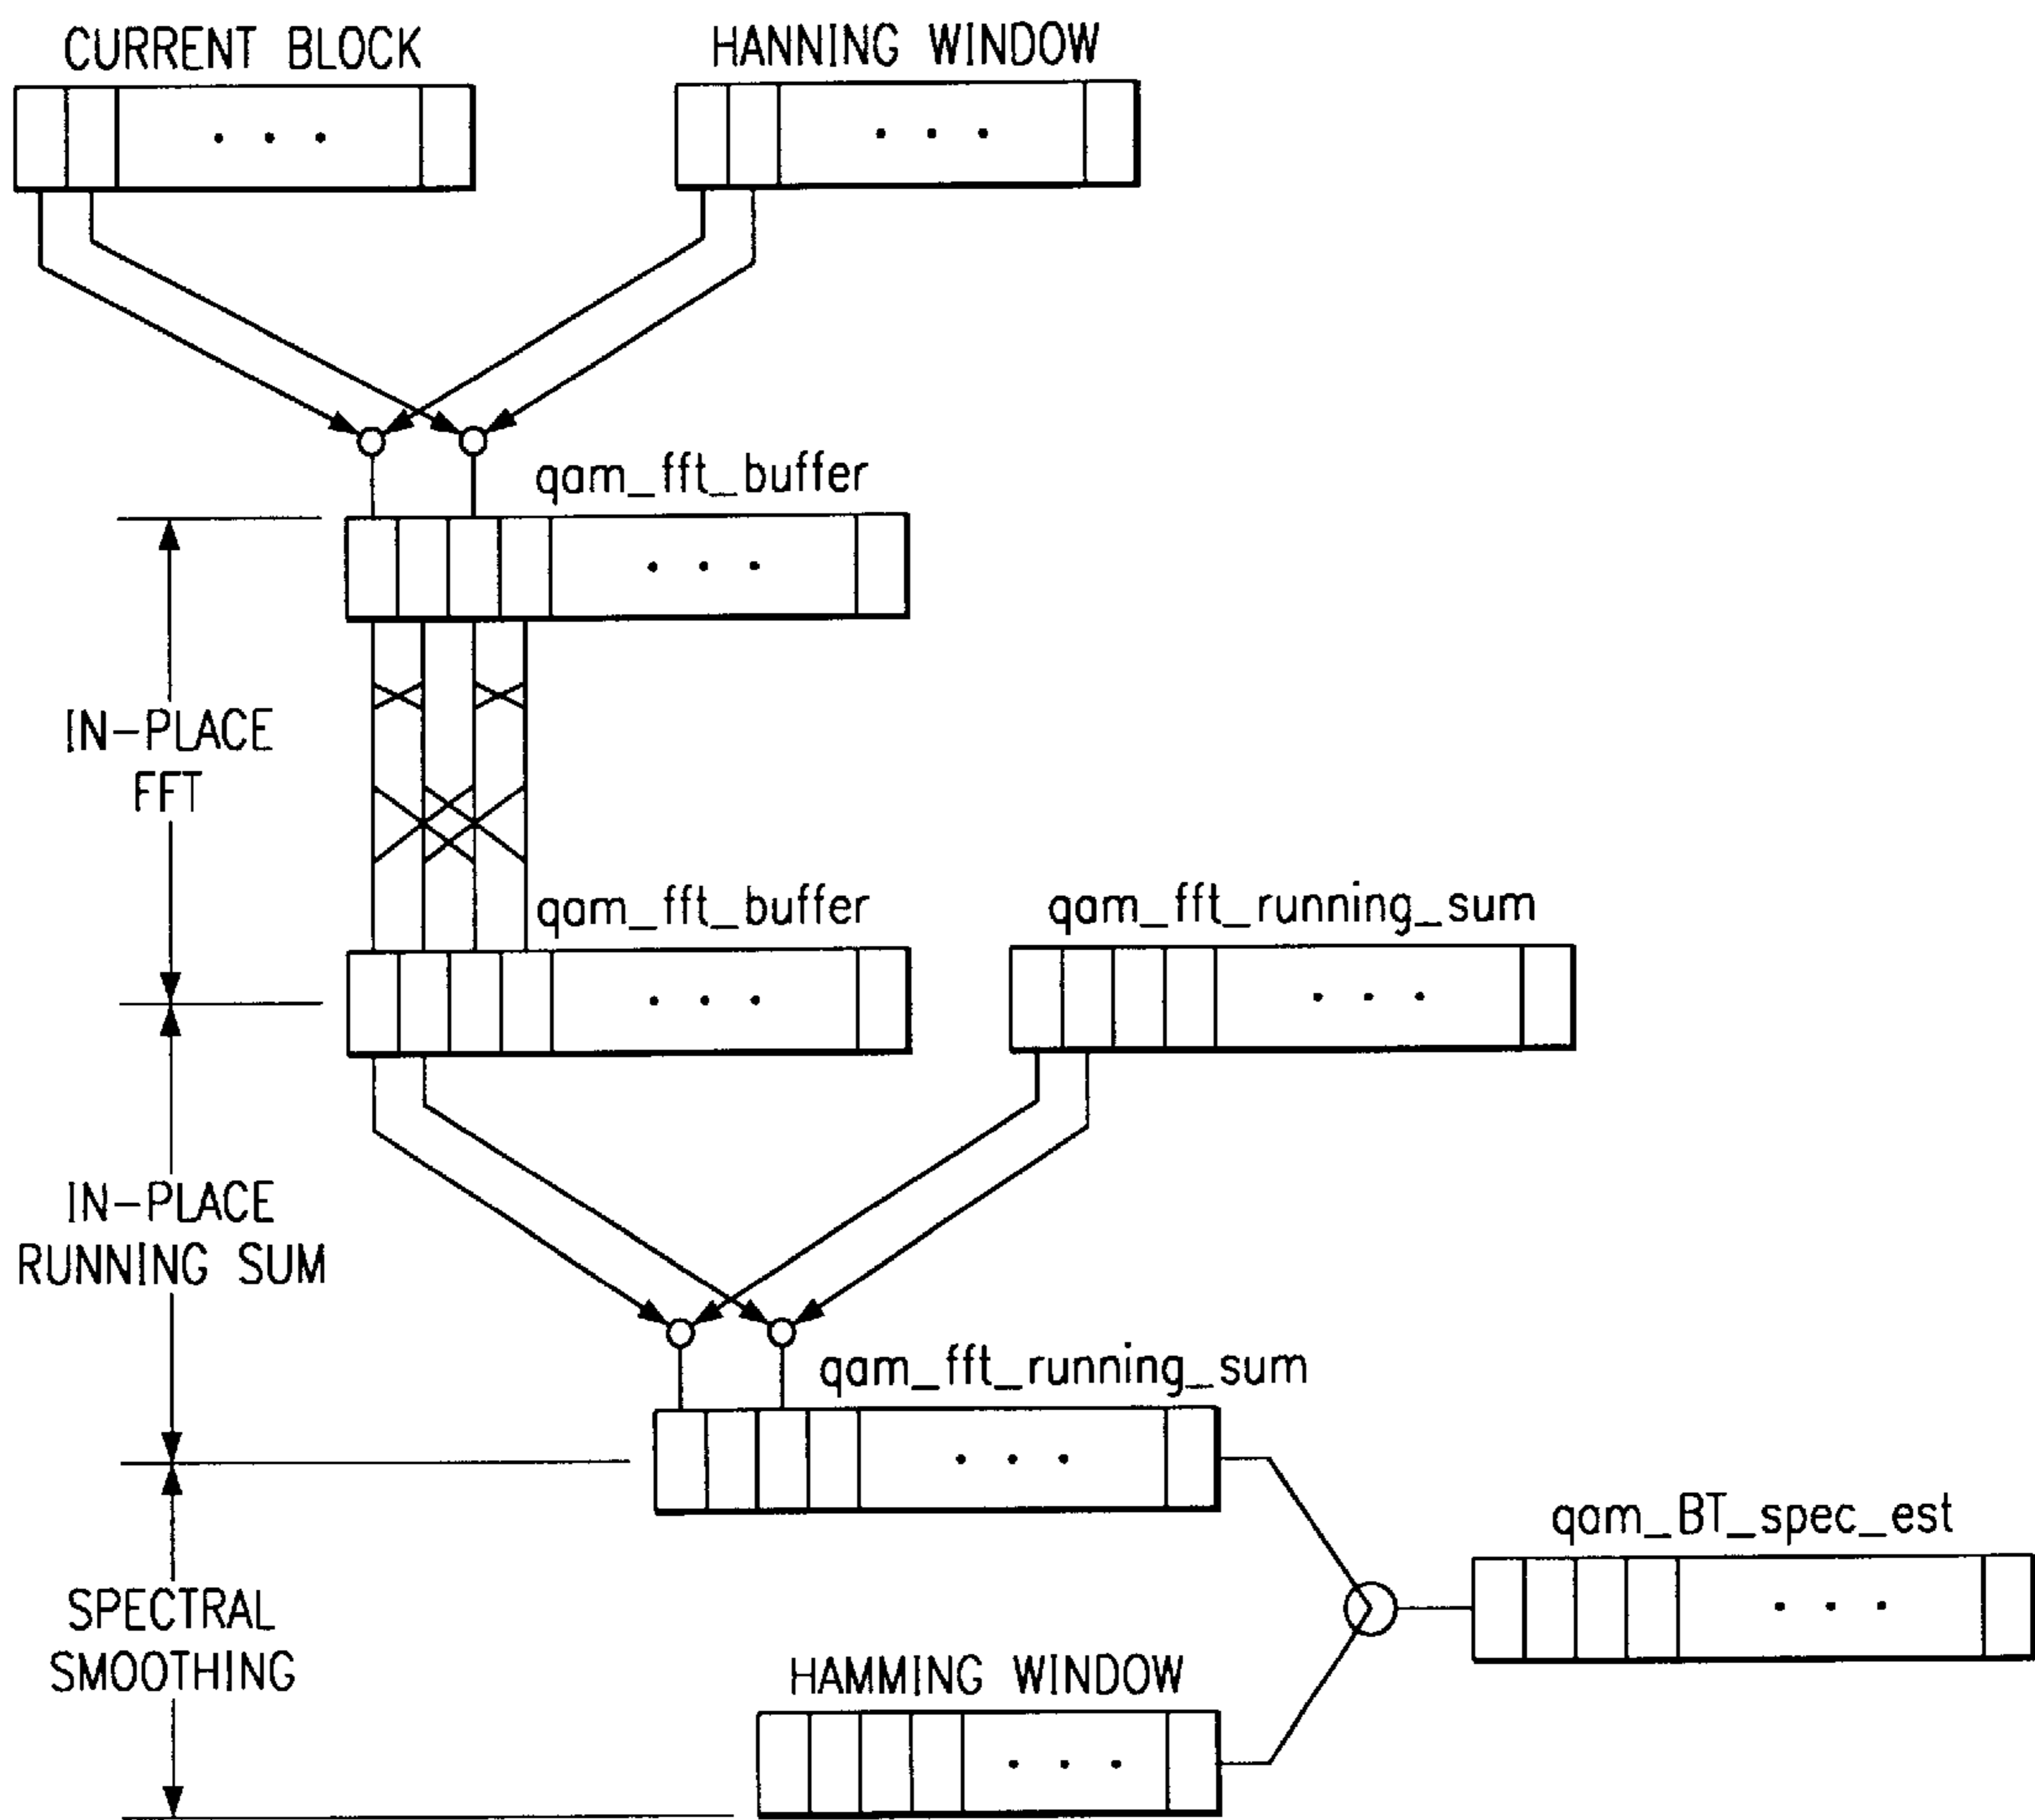 CURRENT BLOCK
HANNING WINDOW
qam_fft_buffer
IN-PLACE
FFT
qam_fft_buffer
qam_fft_running_sum
IN-PLACE
RUNNING SUM
qam_fft_running_sum
qam_BT_spec_est
SPECTRAL
SMOOTHING
HAMMING WINDOW